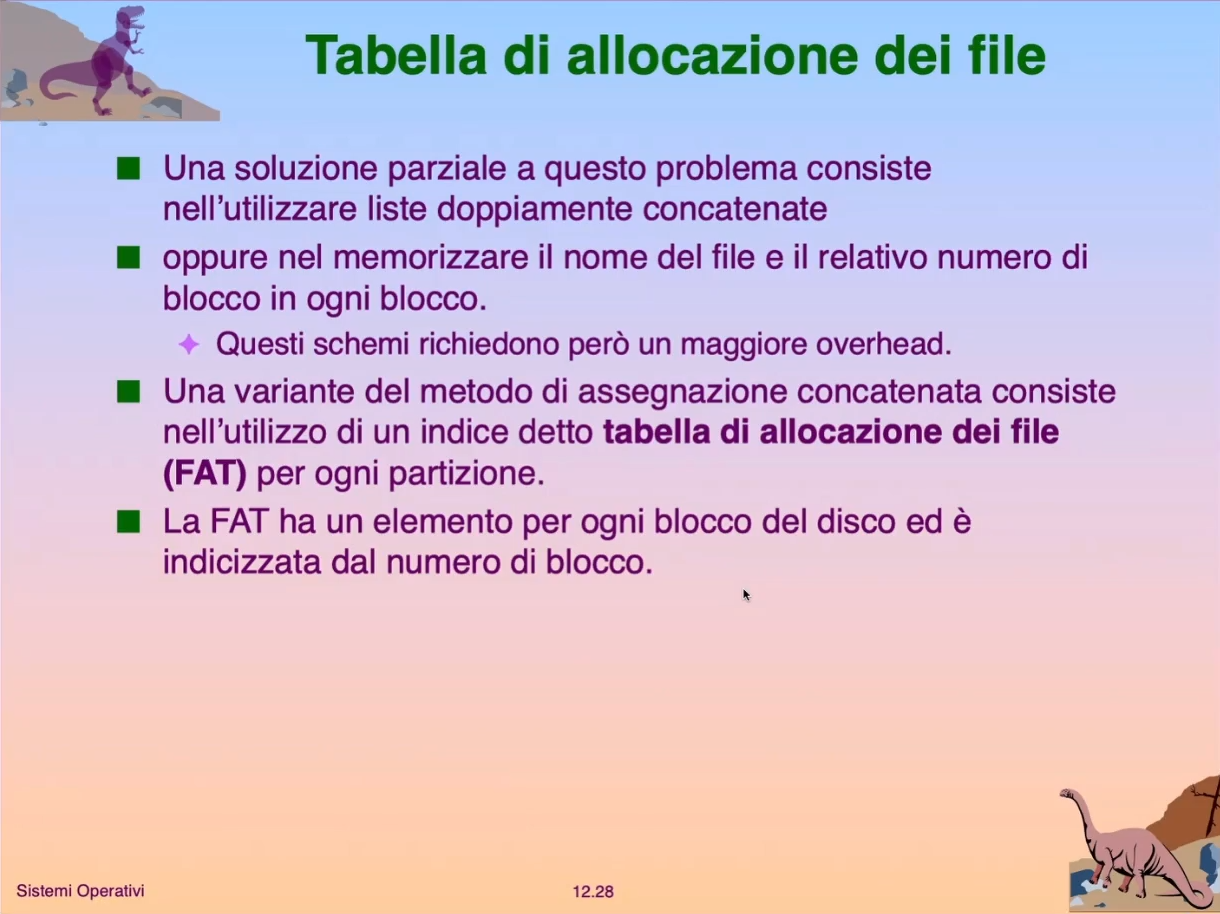 Tabella di allocazione dei file
Una soluzione parziale a questo problema consiste
nell'utilizzare liste doppiamente concatenate
oppure nel memorizzare il nome del file e il relativo numero di
blocco in ogni blocco.
Questi schemi richiedono però un maggiore overhead.
Una variante del metodo di assegnazione concatenata consiste
nell'utilizzo di un indice detto tabella di allocazione dei file
(FAT) per ogni partizione.
La FAT ha un elemento per ogni blocco del disco ed è
indicizzata dal numero di blocco.
Sistemi Operativi
12.28